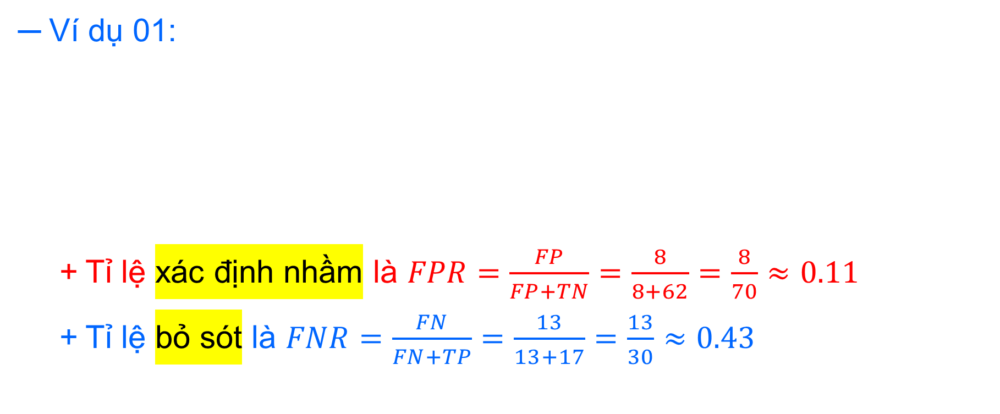 — Ví dụ 01:
+ Tỉ lệ xác định nhầm là FPR = FP/(FP+TN) = 8/(8+62) = 8/70 ≈ 0.11
+ Tỉ lệ bỏ sót là FNR = FN/(FN+TP) = 13/(13+17) = 13/30 ≈ 0.43